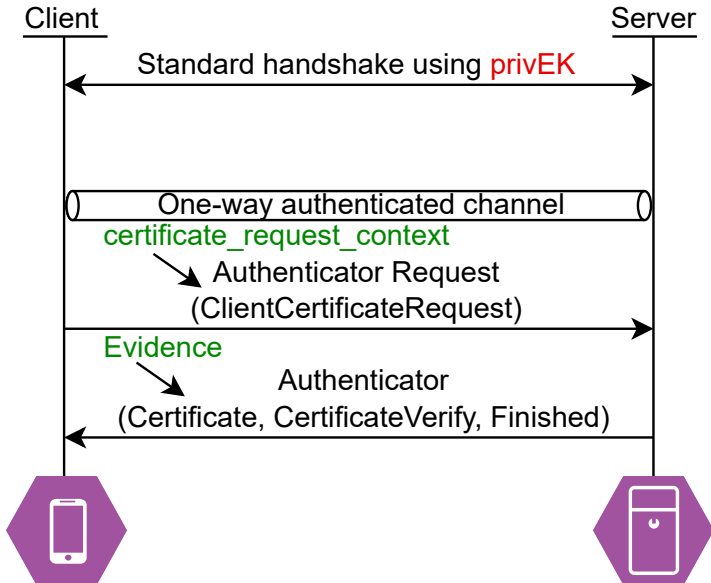 Client
Server
Standard handshake using privEK
One-way authenticated channel
certificate_request_context
Authenticator Request
(ClientCertificateRequest)
Evidence
Authenticator
(Certificate, CertificateVerify, Finished)